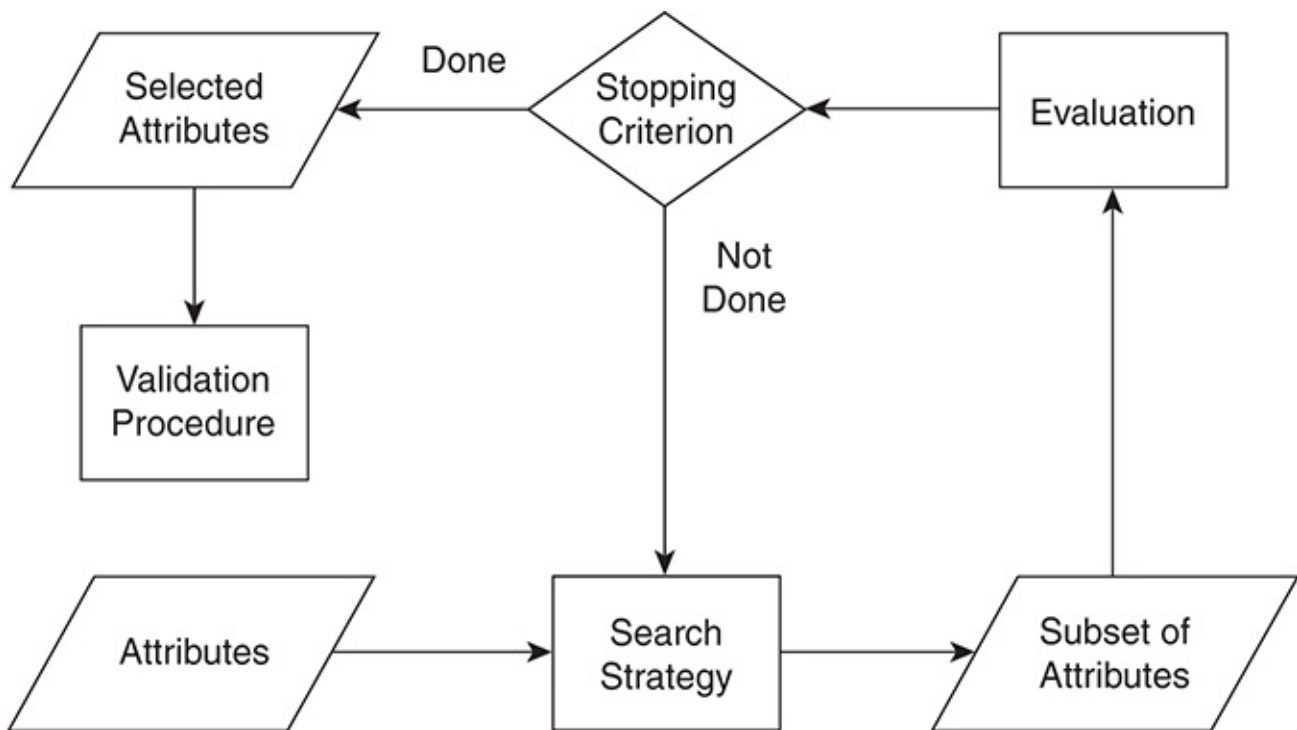 Selected
Attributes
Done
Stopping
Criterion
Evaluation
Not
Done
Validation
Procedure
Attributes
Search
Strategy
Subset of
Attributes